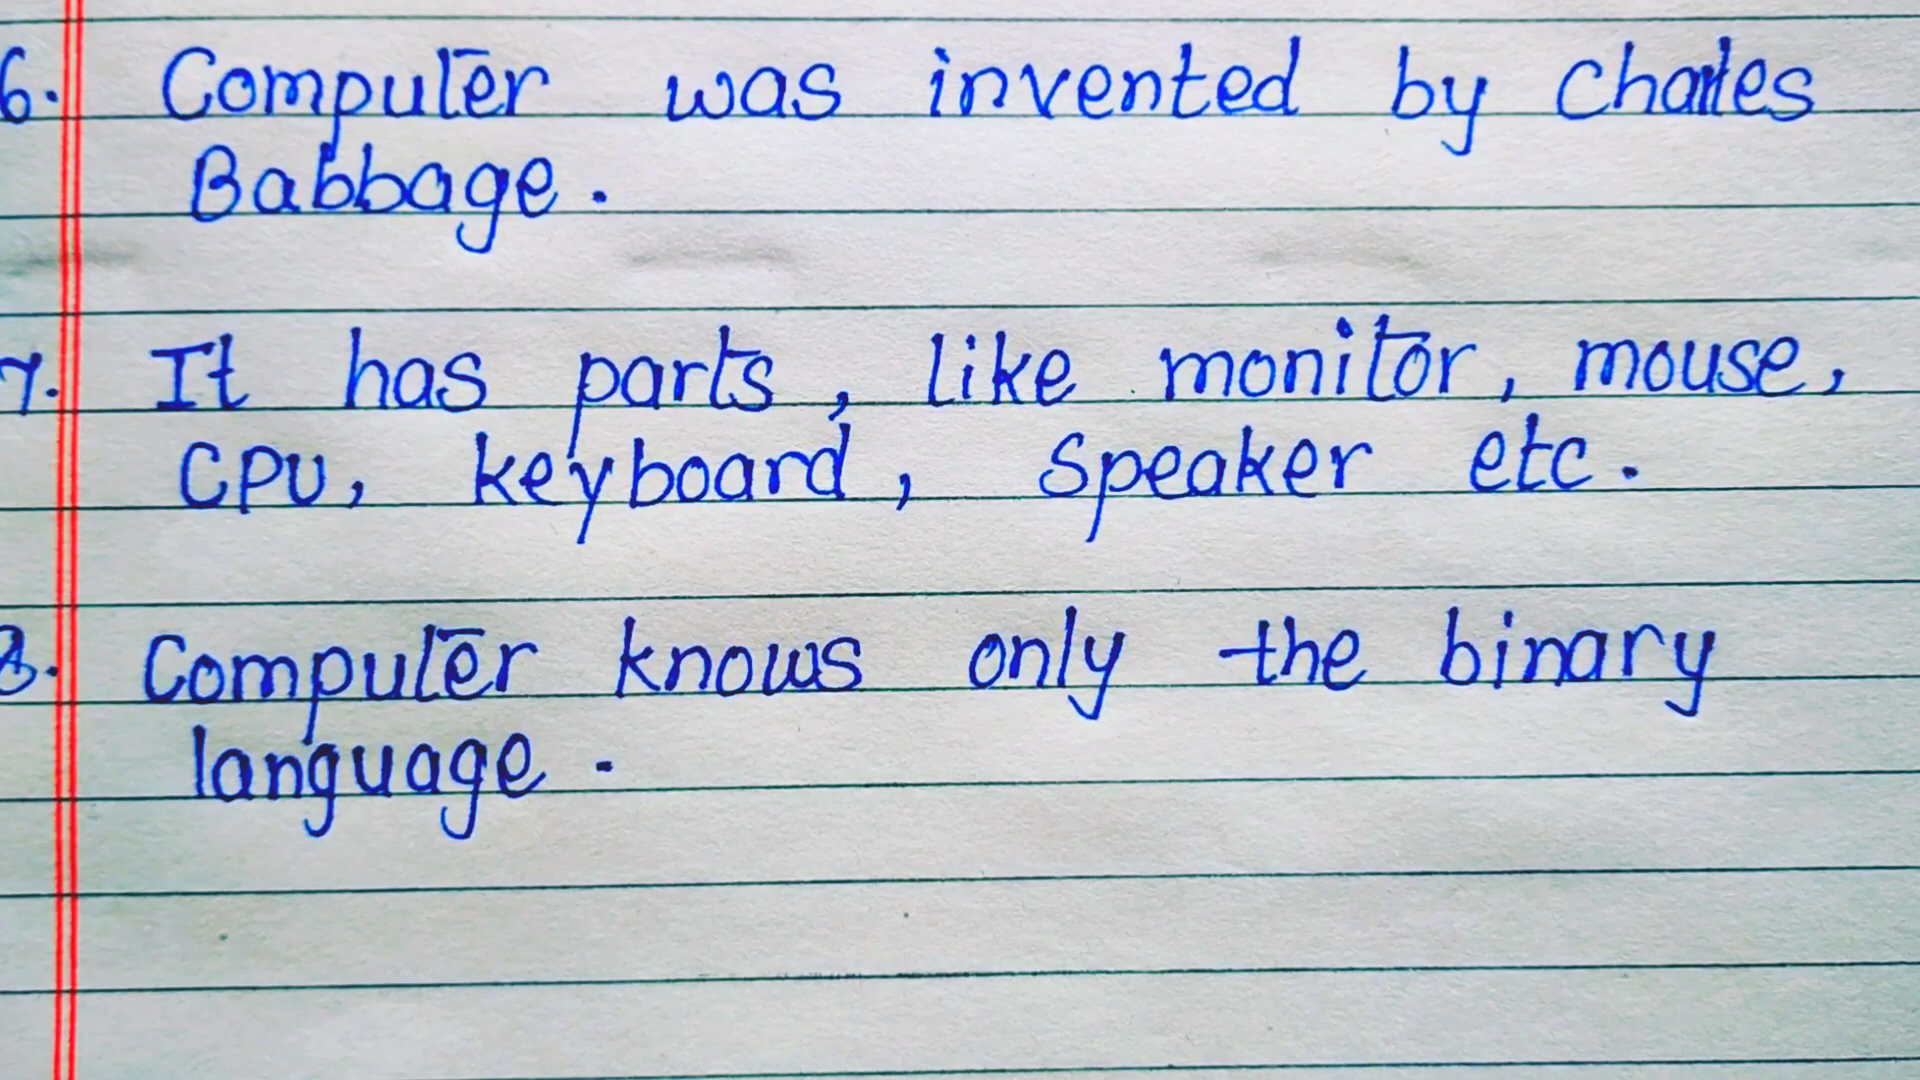 6. Computer was invented by Charles
Babbage.
7. It has parts, like monitor, mouse,
CPU, keyboard, Speaker etc.
8. Computer knows only the binary
language.